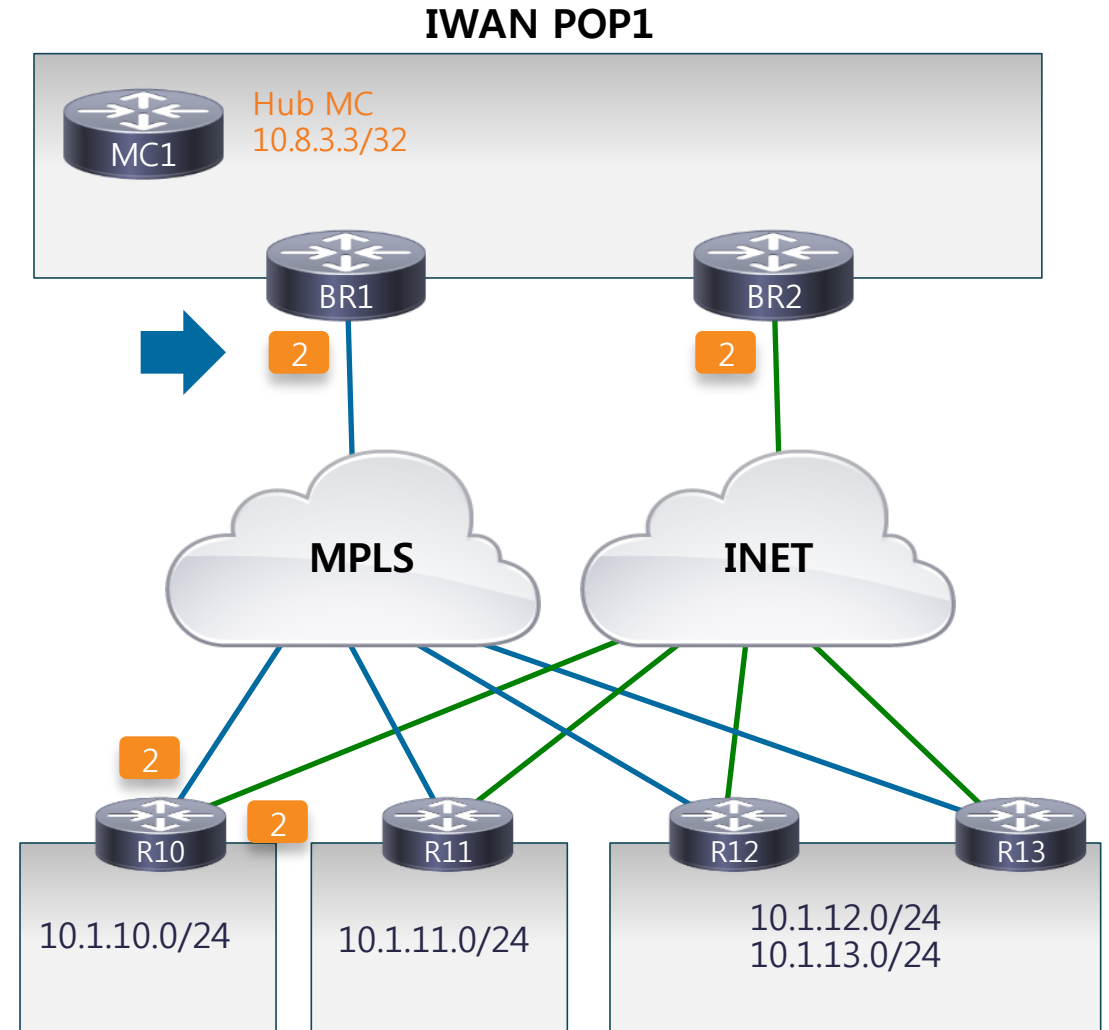 IWAN POP1
Hub MC
10.8.3.3/32
MC1
BR1
BR2
2
2
MPLS
INET
2
2
R10
R11
R12
R13
10.1.10.0/24
10.1.11.0/24
10.1.12.0/24
10.1.13.0/24